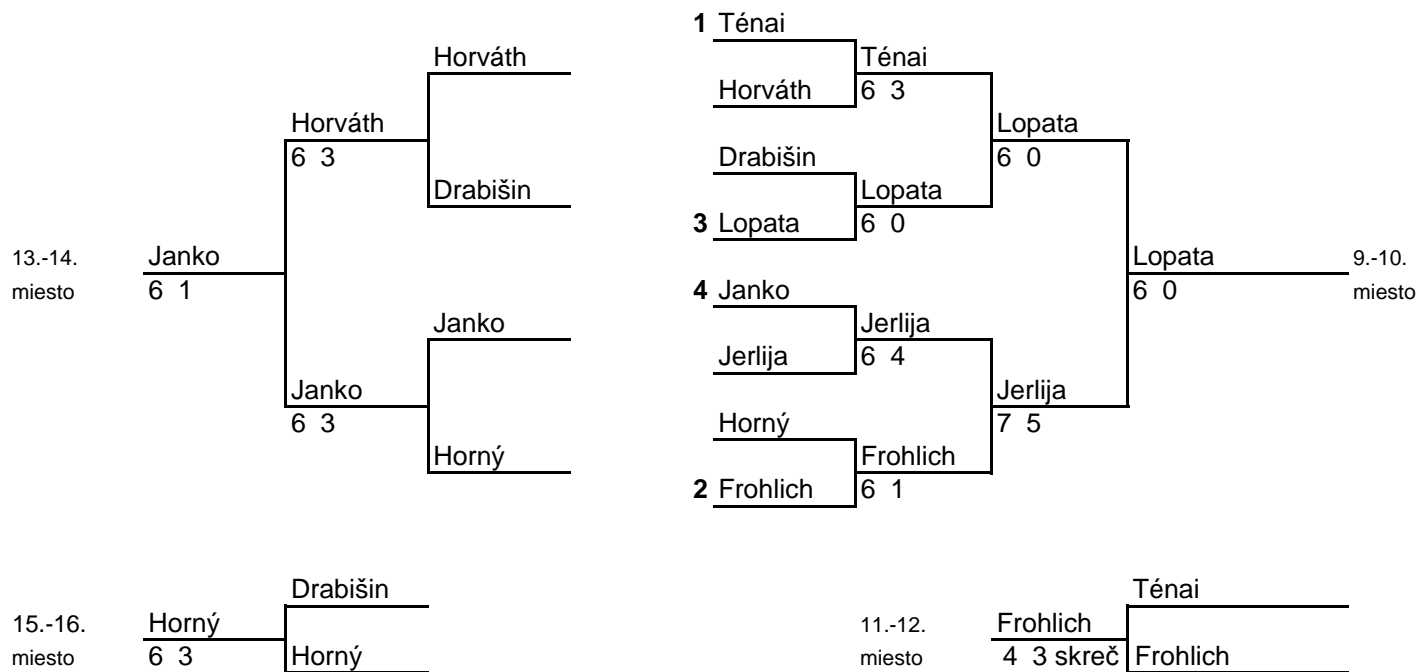 1 Ténai
Horváth Ténai
Horváth 6 3
Horváth Lopata
6 3 Drabišin 6 0
Drabišin Lopata
3 Lopata 6 0
13.-14. Janko Lopata 9.-10.
miesto 6 1 4 Janko 6 0 miesto
Janko Jerlija
Jerlija 6 4
Janko Jerlija
6 3 Horný 7 5
Horný Frohlich
2 Frohlich 6 1
Drabišin Ténai
15.-16. Horný 11.-12. Frohlich
miesto 6 3 Horný miesto 4 3 skreč Frohlich